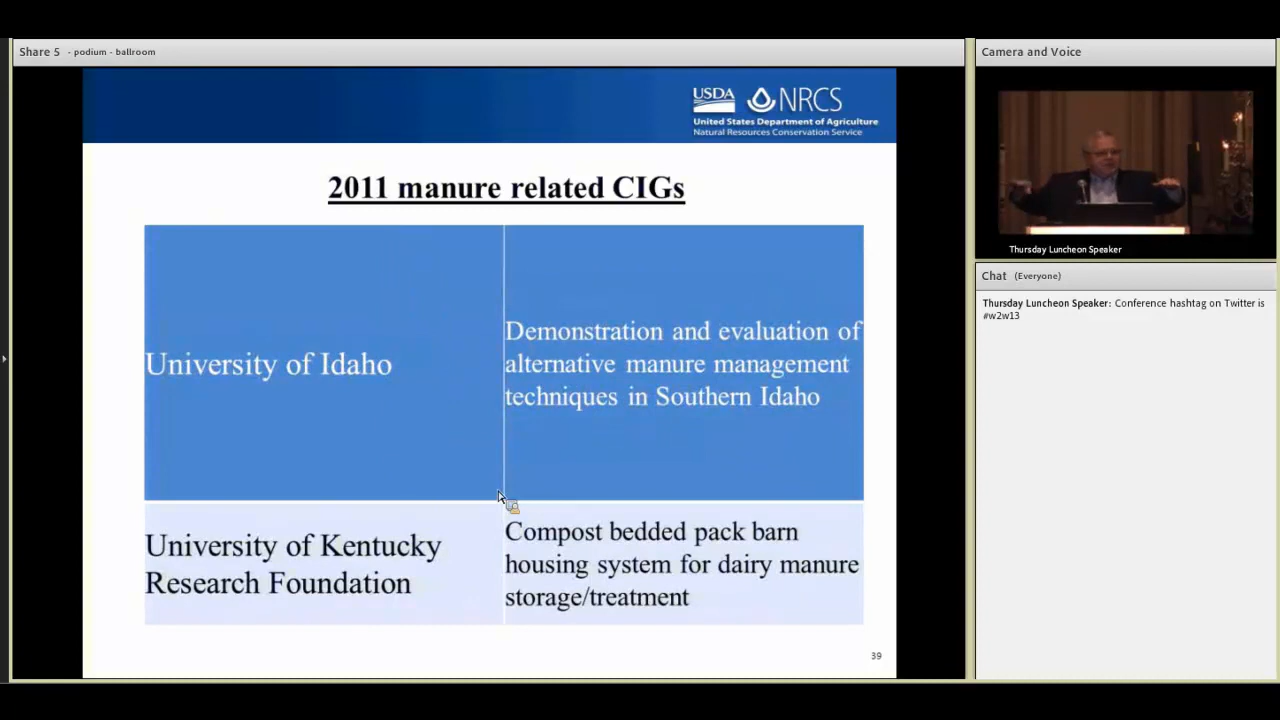 Share 5 - podium - ballroom
USDA NRCS
United States Department of Agriculture
Natural Resources Conservation Service
2011 manure related CIGs
University of Idaho
Demonstration and evaluation of
alternative manure management
techniques in Southern Idaho
University of Kentucky
Research Foundation
Compost bedded pack barn
housing system for dairy manure
storage/treatment
39
Camera and Voice
Thursday Luncheon Speaker
Chat (Everyone)
Thursday Luncheon Speaker: Conference hashtag on Twitter is
#w2w13